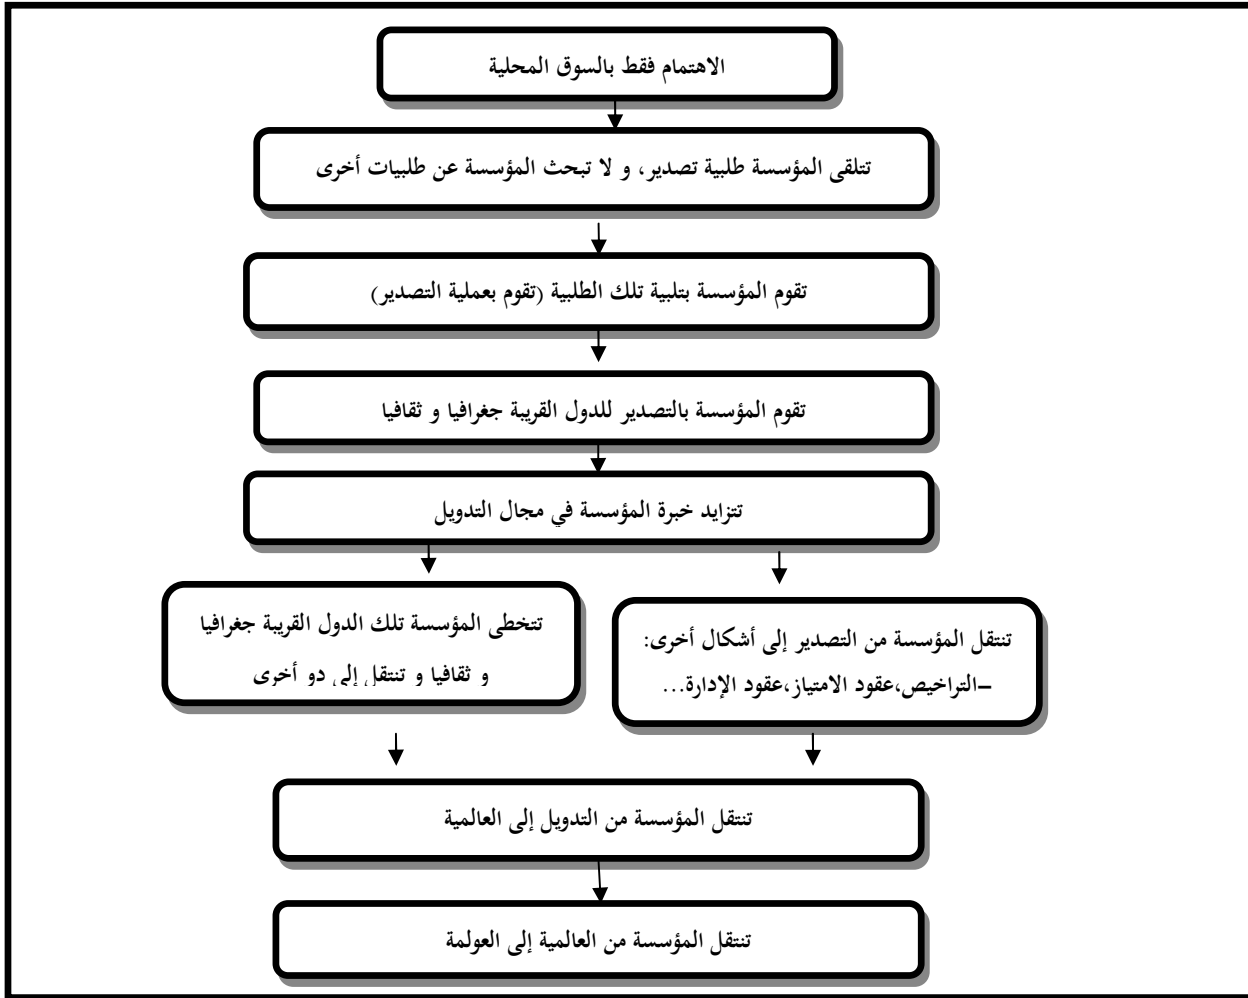 الاهتمام فقط بالسوق المحلية
تتلقى المؤسسة طلبية تصدير، و لا تبحث المؤسسة عن طلبيات أخرى
تقوم المؤسسة بتلبية تلك الطلبية (تقوم بعملية التصدير)
تقوم المؤسسة بالتصدير للدول القريبة جغرافيا و ثقافيا
تتزايد خبرة المؤسسة في مجال التدويل
تنتقل المؤسسة من التصدير إلى أشكال أخرى:
–التراخيص،عقود الامتياز،عقود الإدارة...
تتخطى المؤسسة تلك الدول القريبة جغرافيا
و ثقافيا و تنتقل إلى دو أخرى
تنتقل المؤسسة من التدويل إلى العالمية
تنتقل المؤسسة من العالمية إلى العولمة